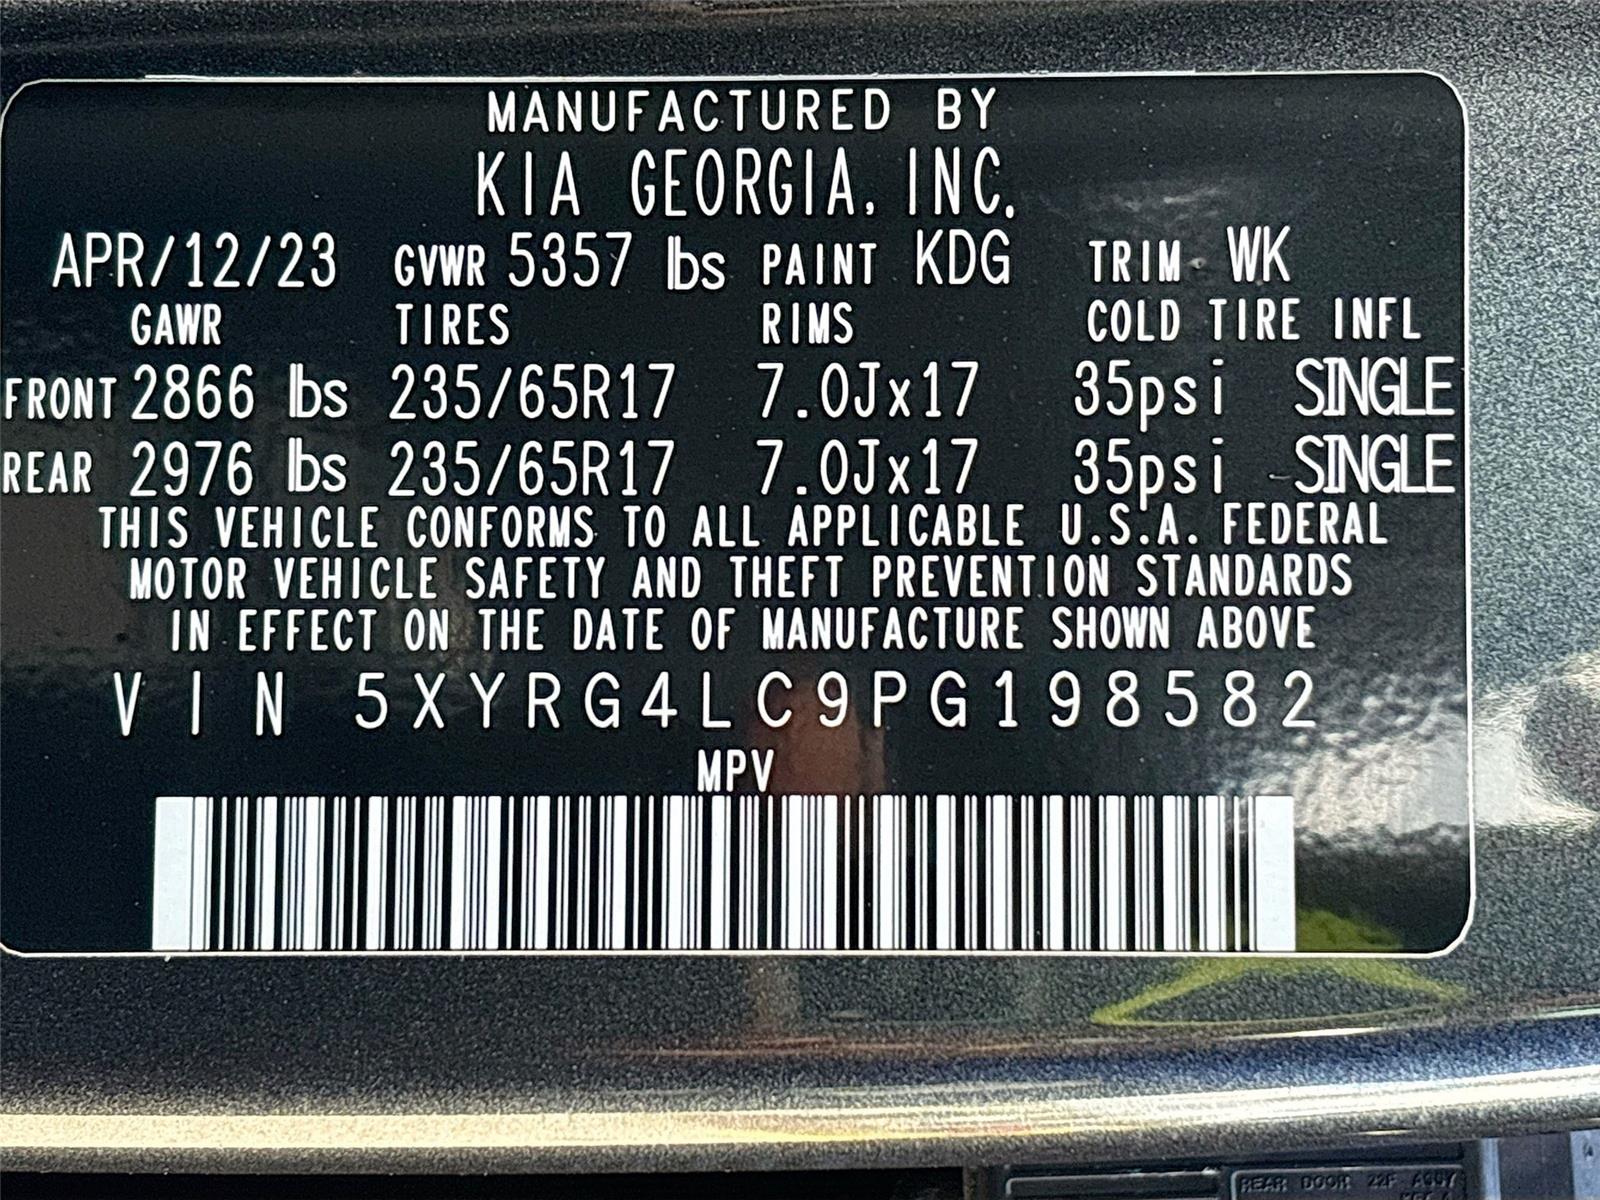 MANUFACTURED BY
KIA GEORGIA, INC.
APR/12/23 GVWR 5357 lbs PAINT KDG TRIM WK
GAWR TIRES RIMS COLD TIRE INFL
FRONT 2866 lbs 235/65R17 7.0Jx17 35psi SINGLE
REAR 2976 lbs 235/65R17 7.0Jx17 35psi SINGLE
THIS VEHICLE CONFORMS TO ALL APPLICABLE U.S.A. FEDERAL
MOTOR VEHICLE SAFETY AND THEFT PREVENTION STANDARDS
IN EFFECT ON THE DATE OF MANUFACTURE SHOWN ABOVE
VIN 5XYRG4LC9PG198582
MPV
REAR DOOR